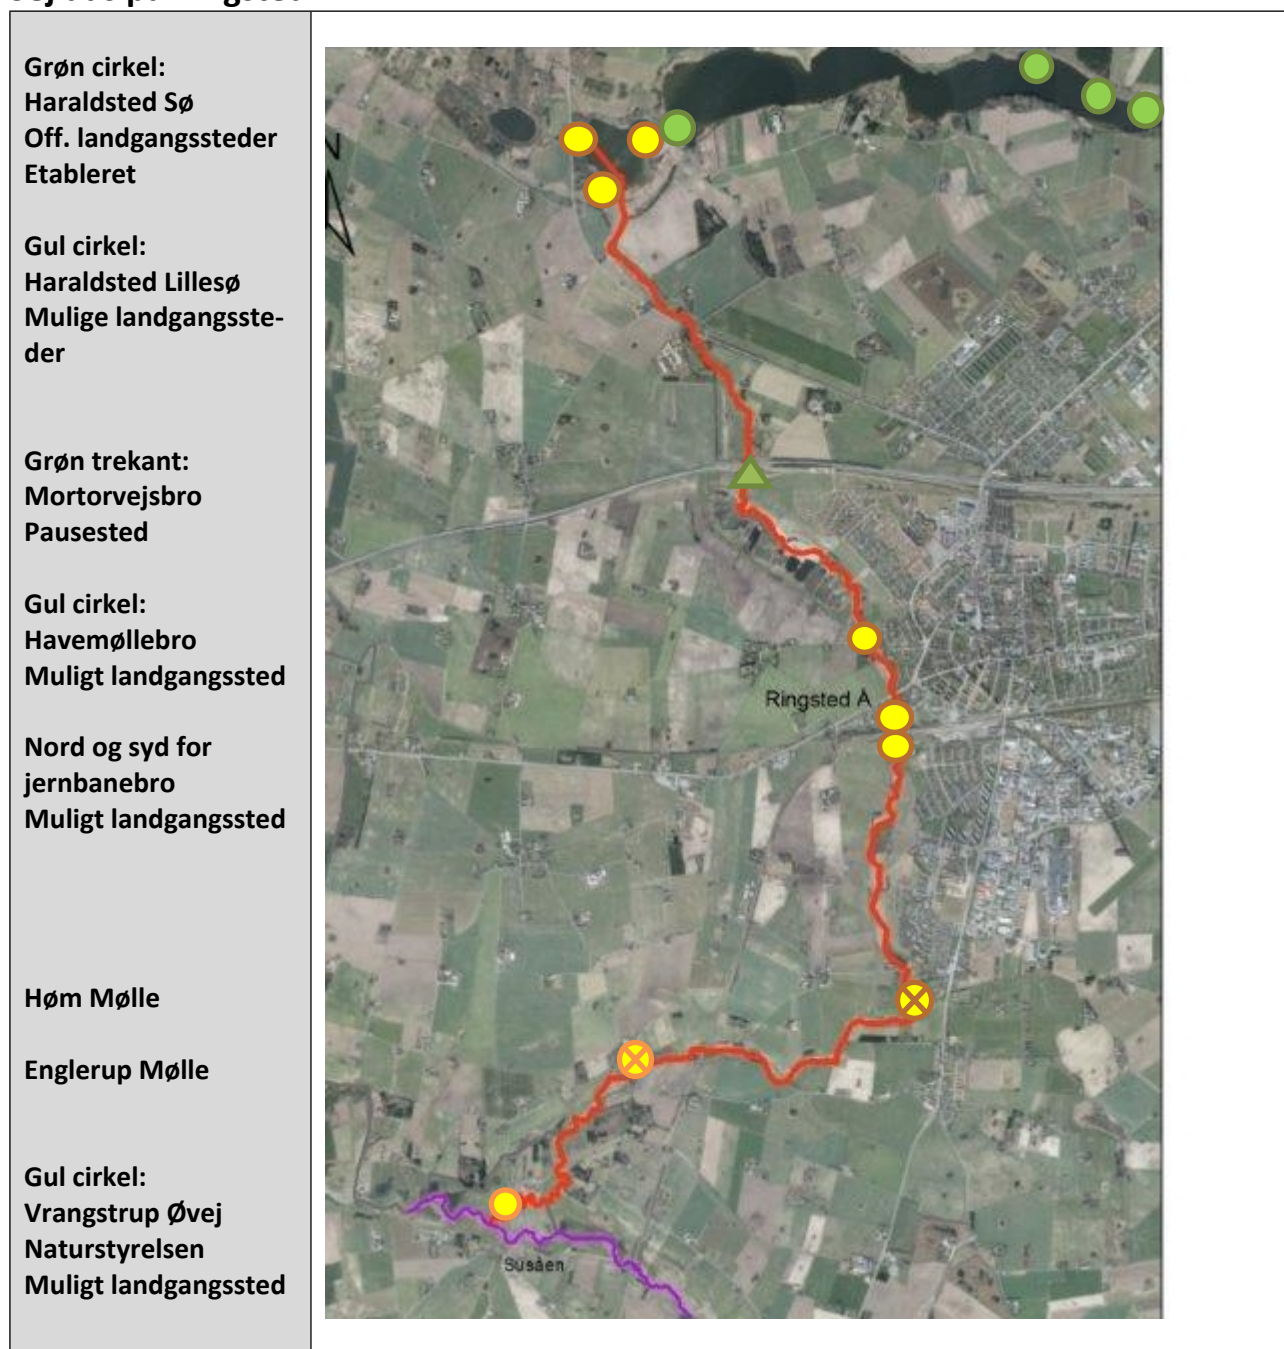 Grøn cirkel:
Haraldsted Sø
Off. landgangssteder
Etableret
Gul cirkel:
Haraldsted Lillesø
Mulige landgangsste-
der
Grøn trekant:
Mortorvejsbro
Pausested
Gul cirkel:
Havemøllebro
Muligt landgangssted
Nord og syd for
jernbanebro
Muligt landgangssted
Høm Mølle
Englerup Mølle
Gul cirkel:
Vrangstrup Øvej
Naturstyrelsen
Muligt landgangssted
N
Ringsted Å
Susåen